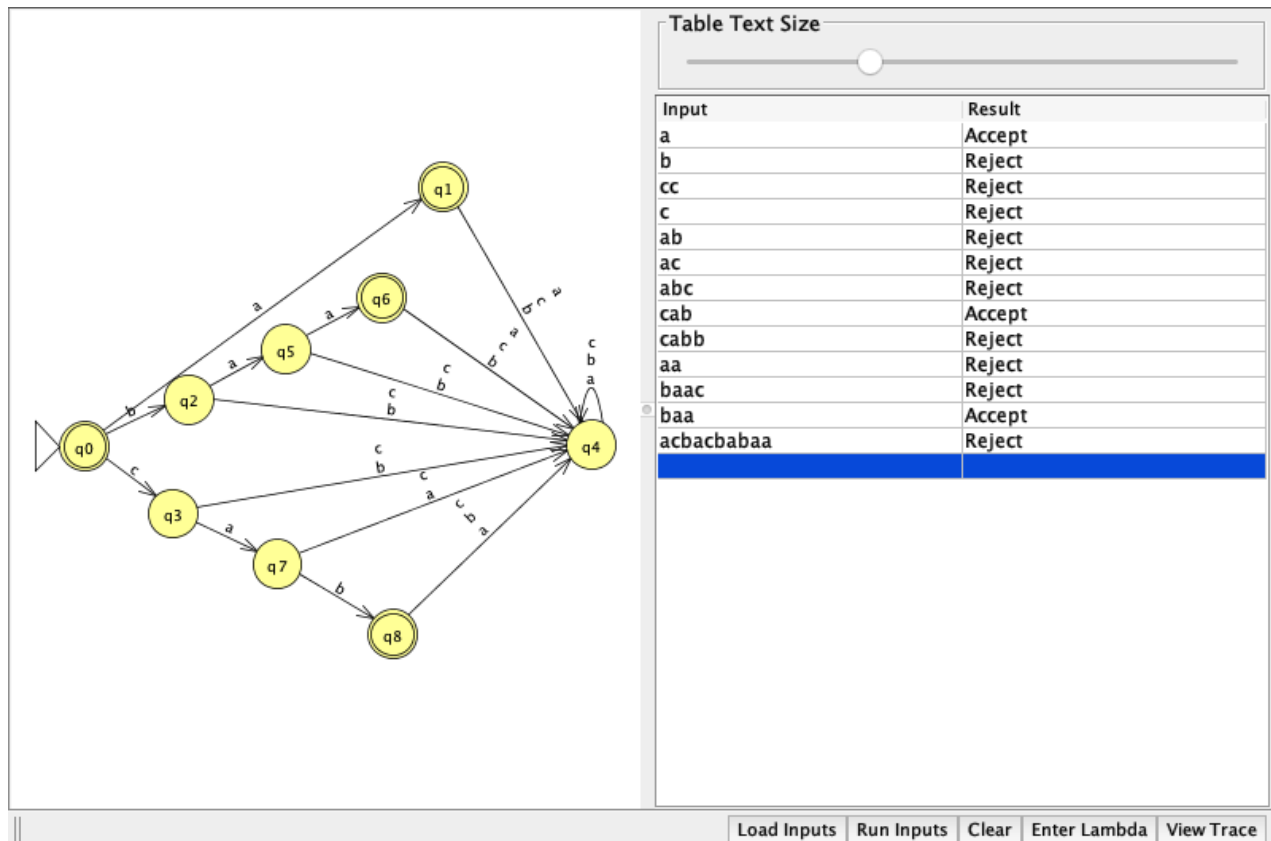 Table Text Size
Input Result
a Accept
b Reject
cc Reject
c Reject
ab Reject
ac Reject
abc Reject
cab Accept
cabb Reject
aa Reject
baac Reject
baa Accept
acbacbabaa Reject
q1
a
a
c
b
q6
a
a
c
b
c
b
a
q5
a
c
b
q2
b
c
b
q0
q4
c
c
b
q3
c
a
a
c
b
a
q7
b
q8
Load Inputs Run Inputs Clear Enter Lambda View Trace